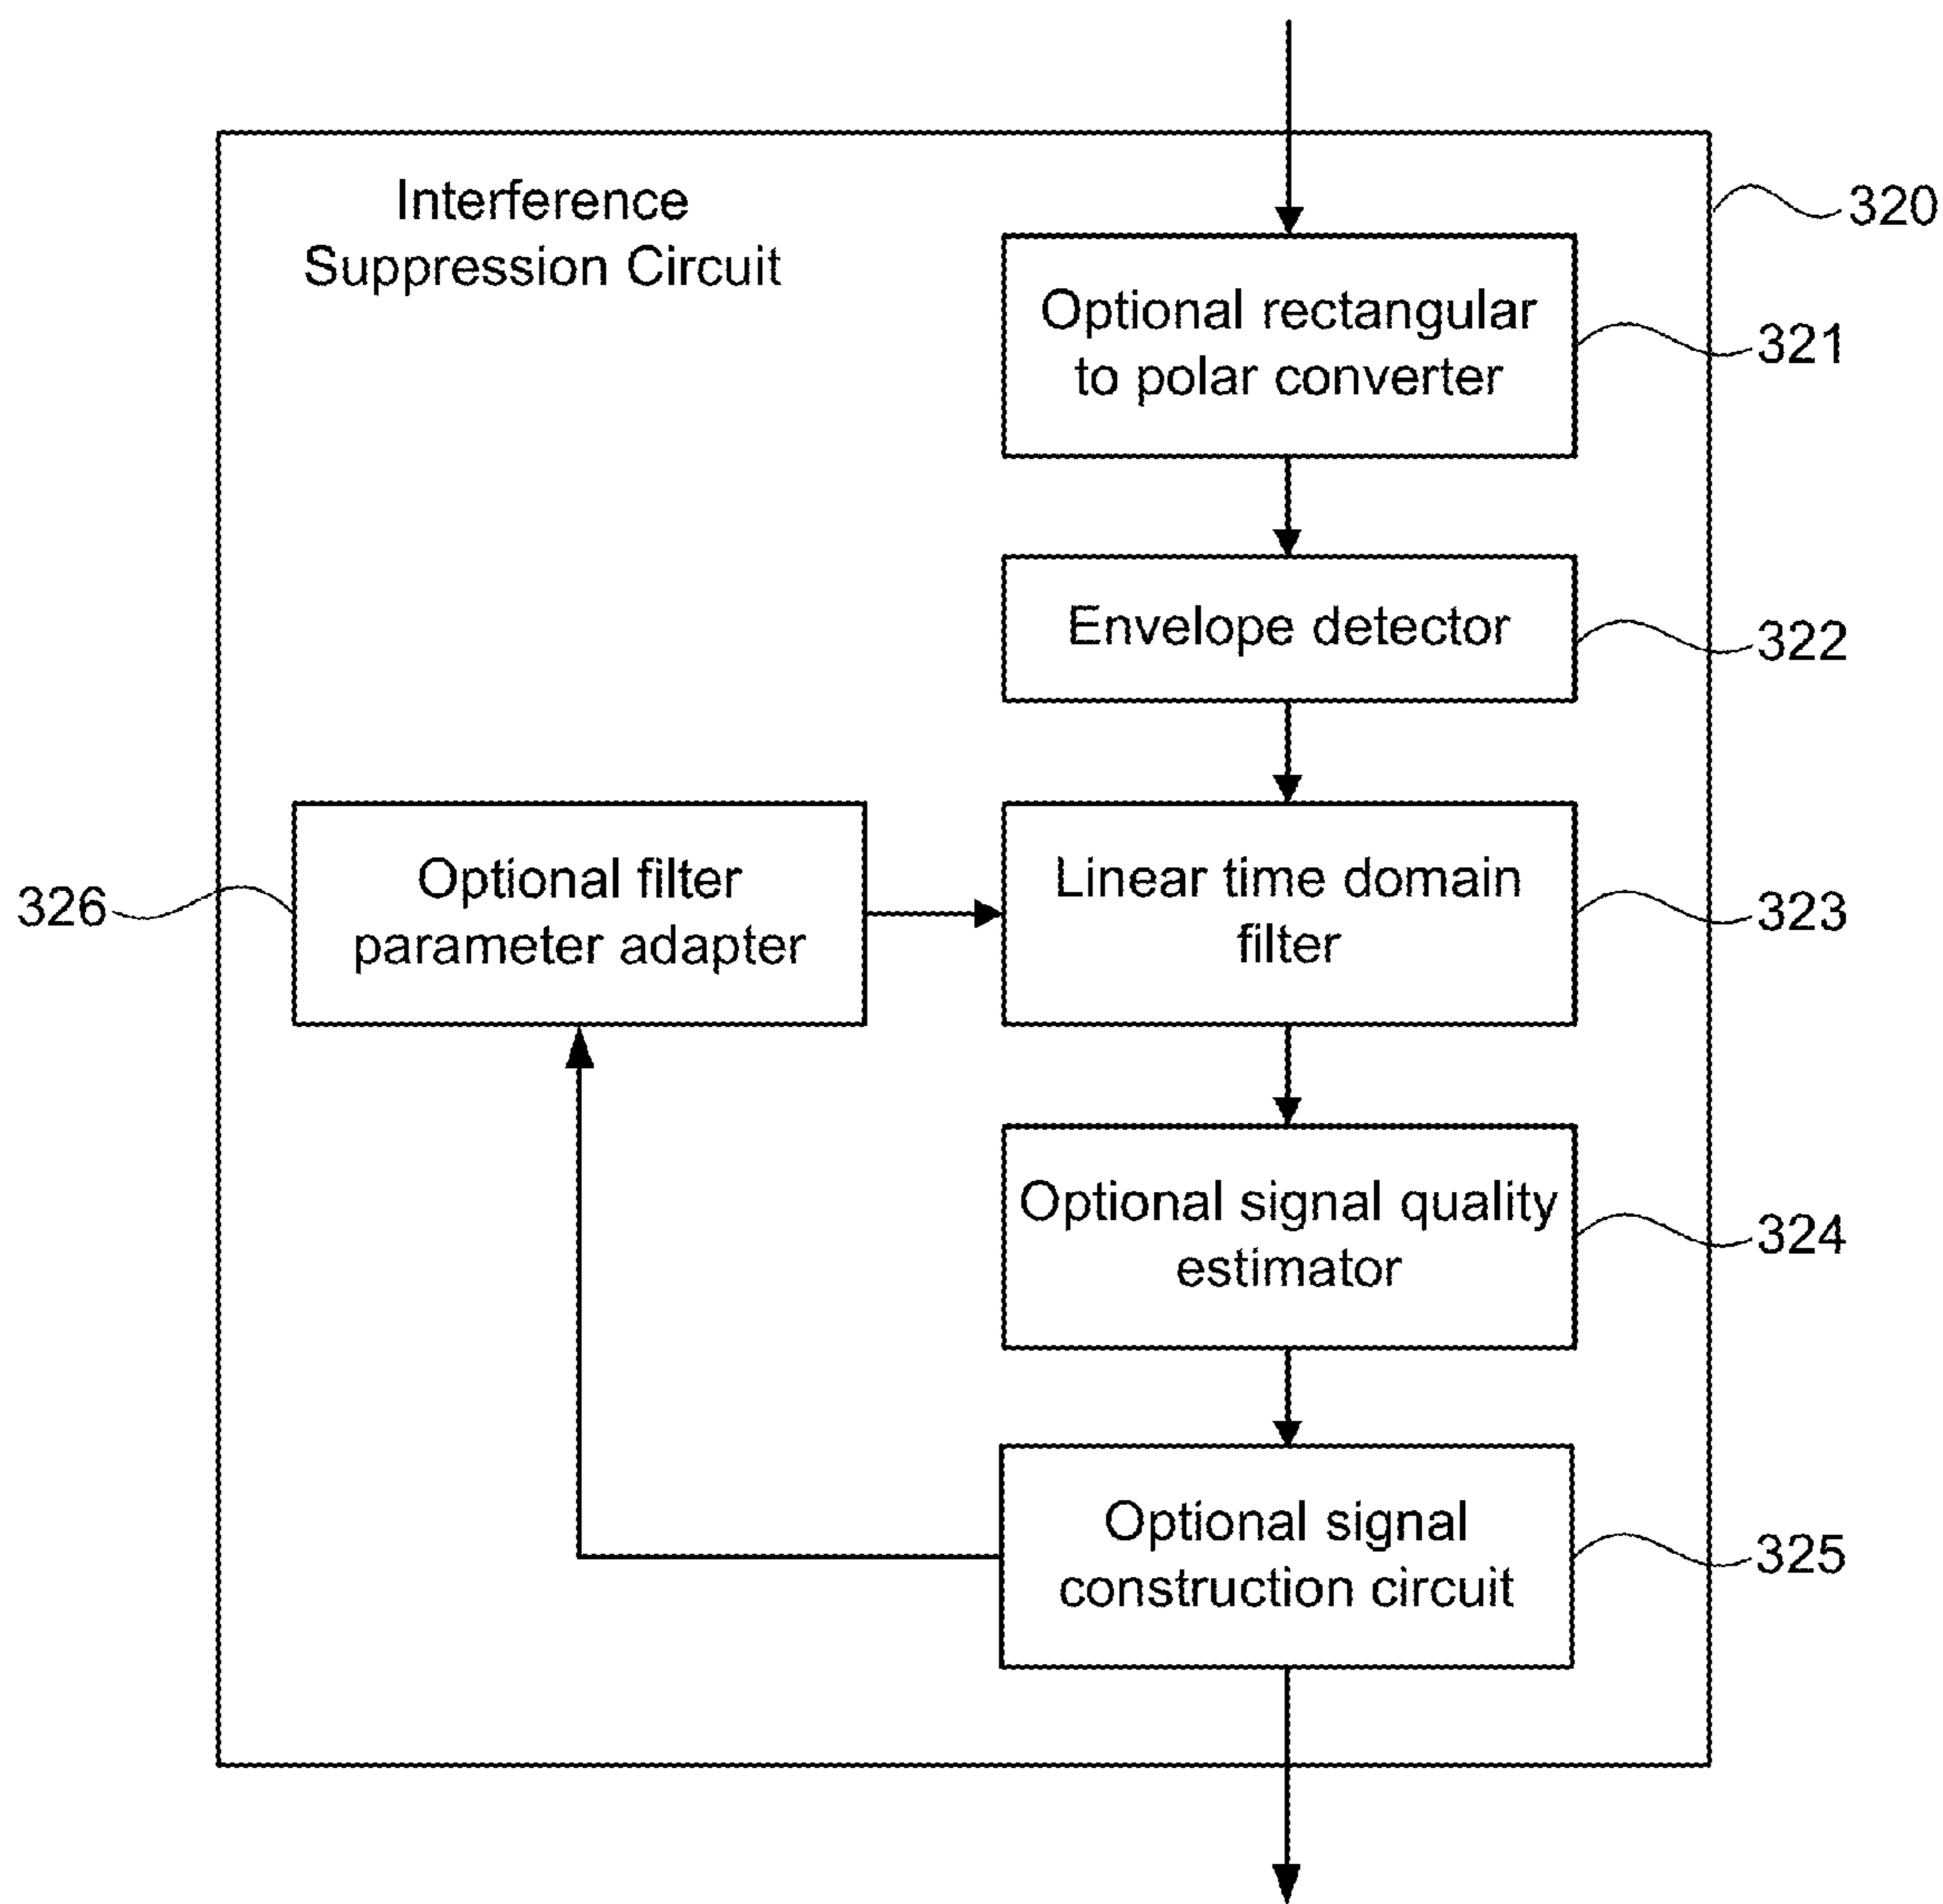 Interference
Suppression Circuit
320
Optional rectangular
to polar converter
321
Envelope detector
322
Optional filter
parameter adapter
326
Linear time domain
filter
323
Optional signal quality
estimator
324
Optional signal
construction circuit
325